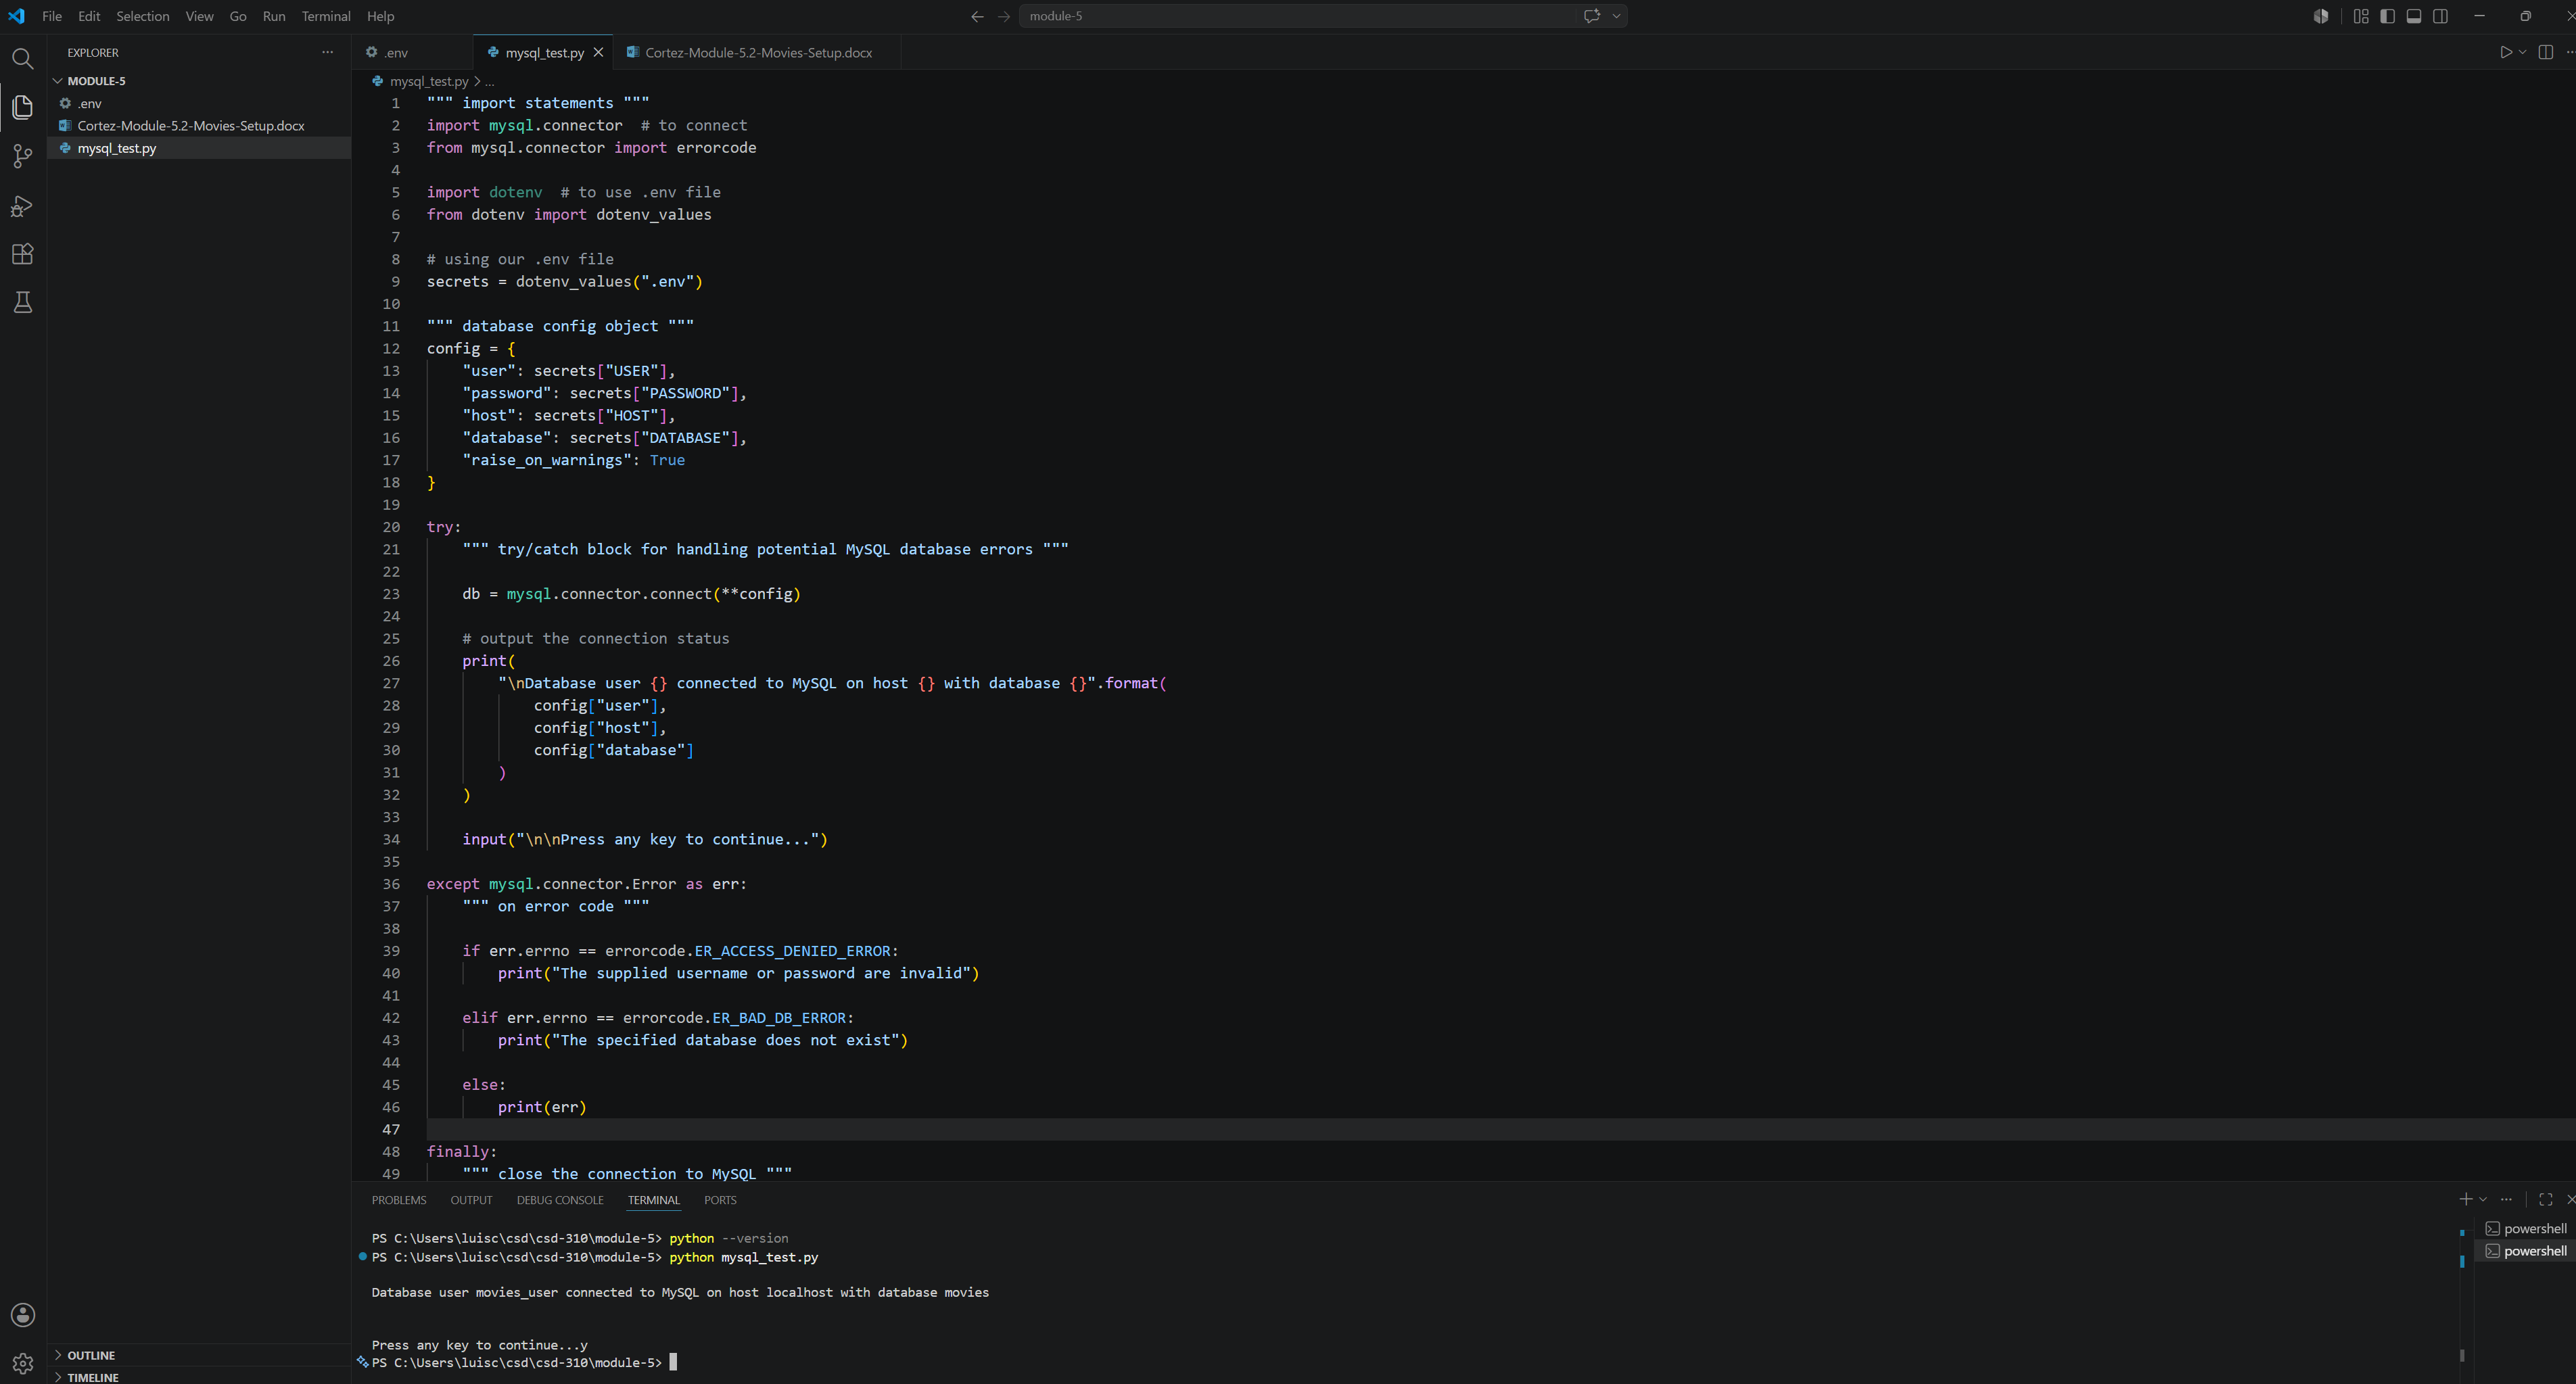 File Edit Selection View Go Run Terminal Help
module-5
EXPLORER
MODULE-5
.env
Cortez-Module-5.2-Movies-Setup.docx
mysql_test.py
.env
mysql_test.py
Cortez-Module-5.2-Movies-Setup.docx
mysql_test.py > ...
1 """ import statements """
2 import mysql.connector  # to connect
3 from mysql.connector import errorcode
4
5 import dotenv  # to use .env file
6 from dotenv import dotenv_values
7
8 # using our .env file
9 secrets = dotenv_values(".env")
10
11 """ database config object """
12 config = {
13     "user": secrets["USER"],
14     "password": secrets["PASSWORD"],
15     "host": secrets["HOST"],
16     "database": secrets["DATABASE"],
17     "raise_on_warnings": True
18 }
19
20 try:
21     """ try/catch block for handling potential MySQL database errors """
22
23     db = mysql.connector.connect(**config)
24
25     # output the connection status
26     print(
27         "\nDatabase user {} connected to MySQL on host {} with database {}".format(
28             config["user"],
29             config["host"],
30             config["database"]
31         )
32     )
33
34     input("\n\nPress any key to continue...")
35
36 except mysql.connector.Error as err:
37     """ on error code """
38
39     if err.errno == errorcode.ER_ACCESS_DENIED_ERROR:
40         print("The supplied username or password are invalid")
41
42     elif err.errno == errorcode.ER_BAD_DB_ERROR:
43         print("The specified database does not exist")
44
45     else:
46         print(err)
47
48 finally:
49     """ close the connection to MySQL """
PROBLEMS OUTPUT DEBUG CONSOLE TERMINAL PORTS
PS C:\Users\luisc\csd\csd-310\module-5> python --version
PS C:\Users\luisc\csd\csd-310\module-5> python mysql_test.py
Database user movies_user connected to MySQL on host localhost with database movies
Press any key to continue...y
PS C:\Users\luisc\csd\csd-310\module-5>
powershell
powershell
OUTLINE
TIMELINE